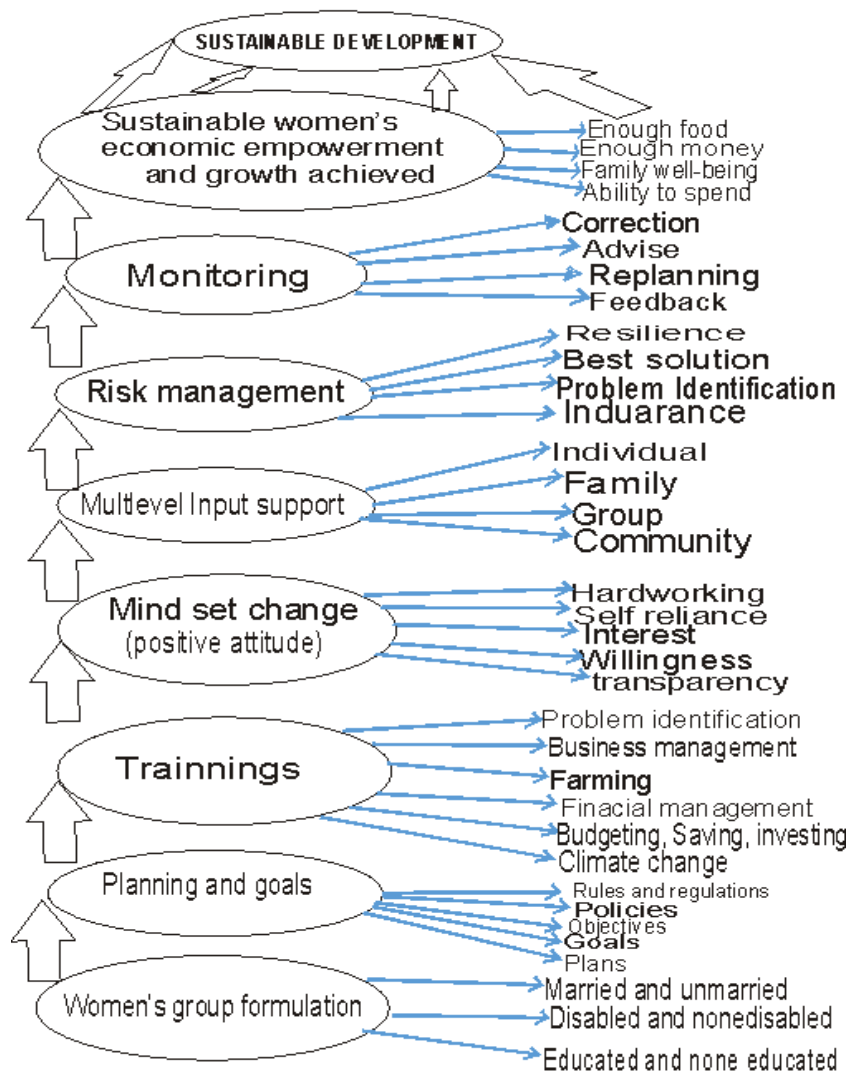 SUSTAINABLE DEVELOPMENT
Sustainable women's
economic empowerment
and growth achieved
Enough food
Enough money
Family well-being
Ability to spend
Monitoring
Correction
Advise
Replanning
Feedback
Risk management
Resilience
Best solution
Problem Identification
Induarance
Multlevel Input support
Individual
Family
Group
Community
Mind set change
(positive attitude)
Hardworking
Self reliance
Interest
Willingness
transparency
Trainnings
Problem identification
Business management
Farming
Finacial management
Budgeting, Saving, investing
Climate change
Planning and goals
Rules and regulations
Policies
Objectives
Goals
Plans
Women's group formulation
Married and unmarried
Disabled and nonedisabled
Educated and none educated